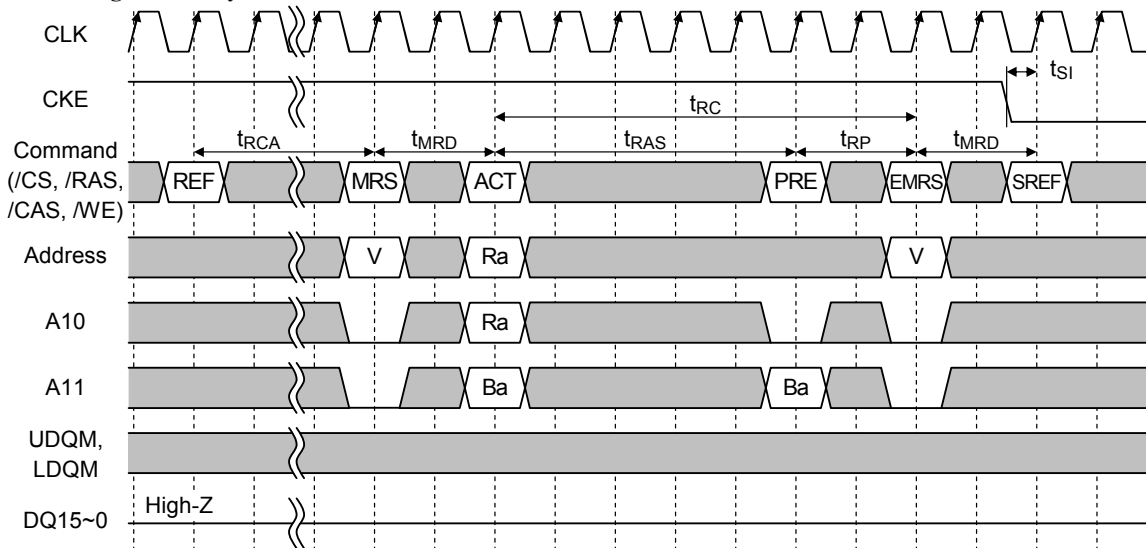 CLK
CKE
tSI
tRC
Command
(/CS, /RAS,
/CAS, /WE)
tRCA
tMRD
tRAS
tRP
tMRD
REF
MRS
ACT
PRE
EMRS
SREF
Address
V
Ra
V
A10
Ra
A11
Ba
Ba
UDQM,
LDQM
DQ15~0
High-Z